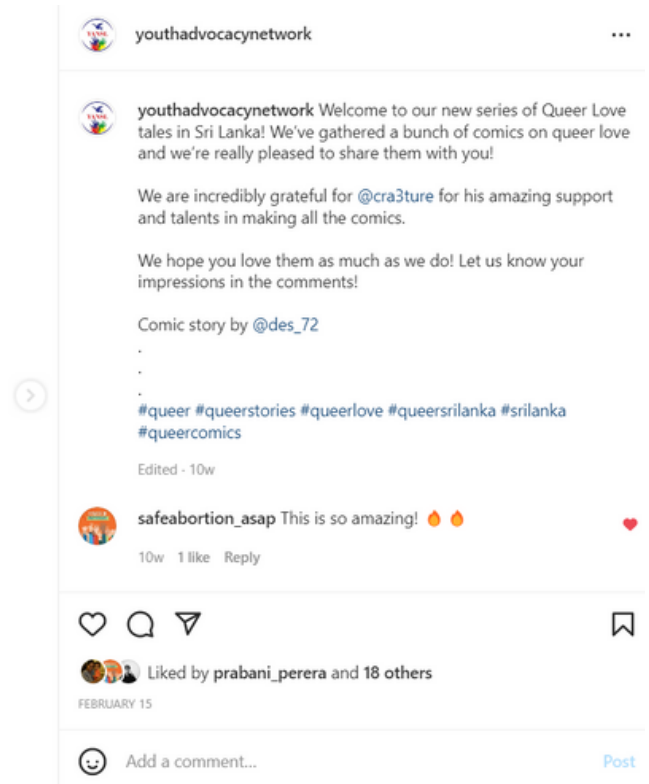 youthadvocacynetwork
youthadvocacynetwork Welcome to our new series of Queer Love
tales in Sri Lanka! We've gathered a bunch of comics on queer love
and we're really pleased to share them with you!
We are incredibly grateful for @cra3ture for his amazing support
and talents in making all the comics.
We hope you love them as much as we do! Let us know your
impressions in the comments!
Comic story by @des_72
.
.
.
#queer #queerstories #queerlove #queersrilanka #srilanka
#queercomics
Edited · 10w
safeabortion_asap This is so amazing! 🔥 🔥
10w 1 like Reply
Liked by prabani_perera and 18 others
FEBRUARY 15
Add a comment... Post